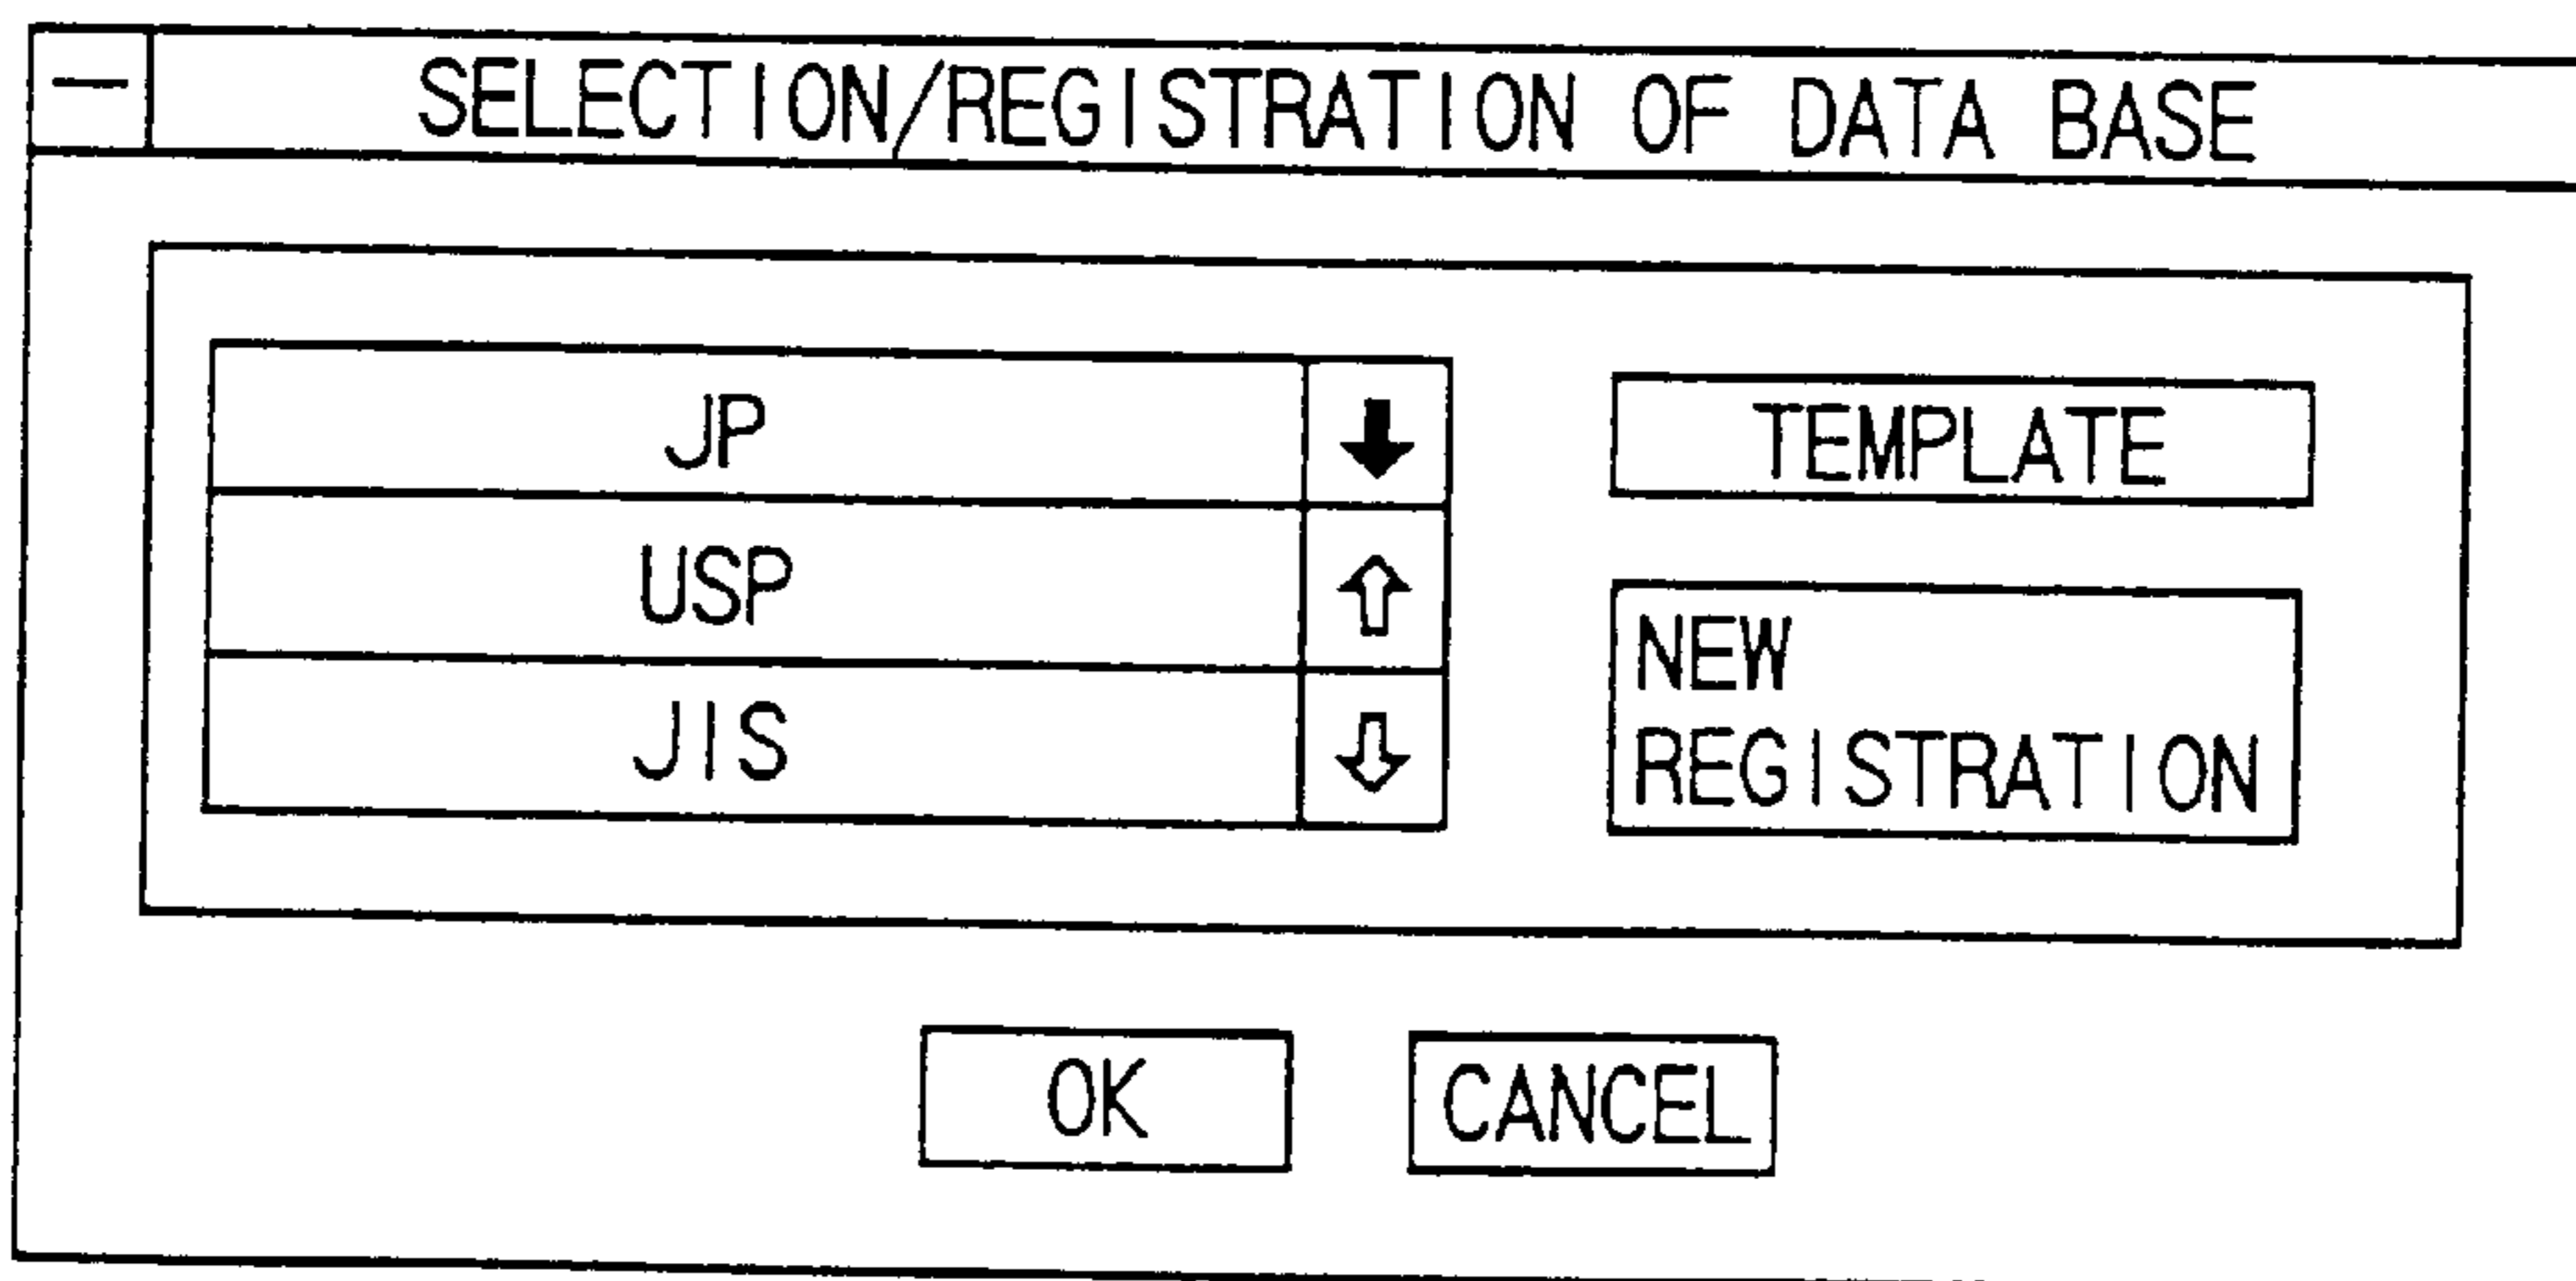 SELECTION/REGISTRATION OF DATA BASE
JP
USP
JIS
TEMPLATE
NEW
REGISTRATION
OK
CANCEL